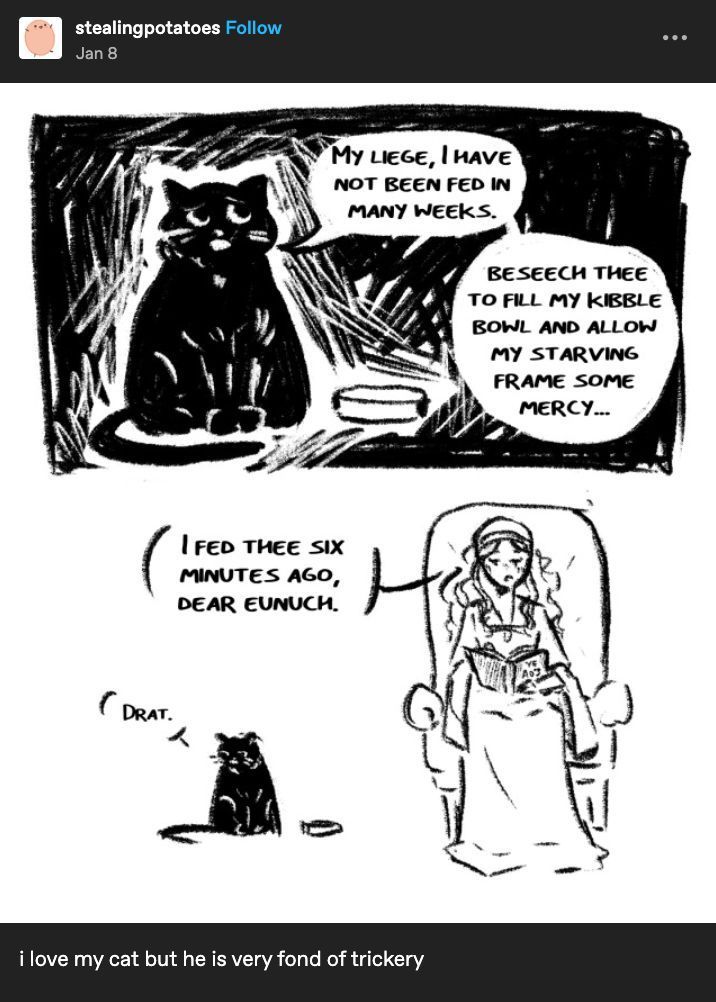 stealingpotatoes Follow
Jan 8
MY LIEGE, I HAVE
NOT BEEN FED IN
MANY WEEKS.
BESEECH THEE
TO FILL MY KIBBLE
BOWL AND ALLOW
MY STARVING
FRAME SOME
MERCY...
I FED THEE SIX
MINUTES AGO,
DEAR EUNUCH.
YE
AO3
DRAT.
i love my cat but he is very fond of trickery